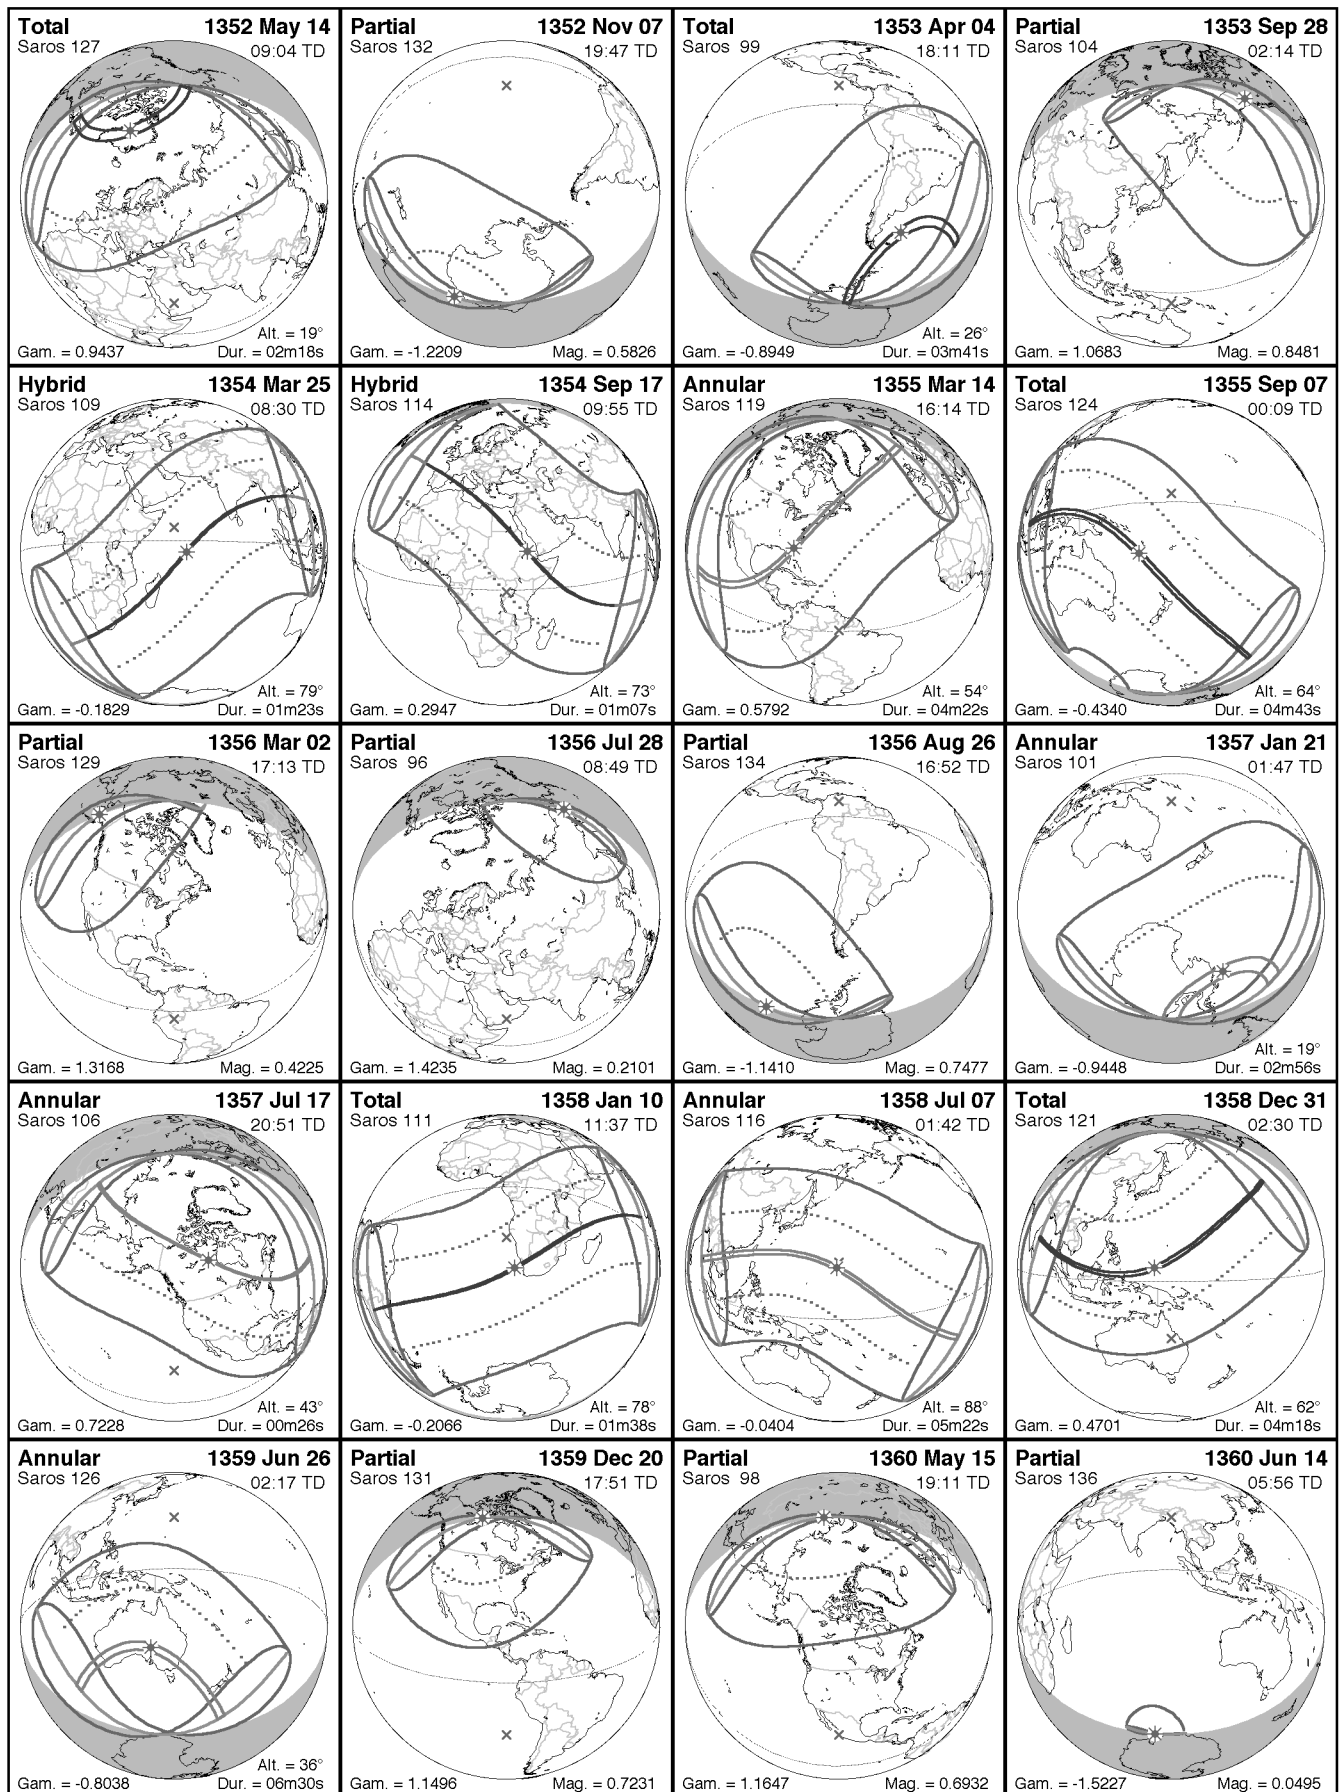 Total 1352 May 14
Saros 127 09:04 TD
Alt. = 19°
Gam. = 0.9437 Dur. = 02m18s
Partial 1352 Nov 07
Saros 132 19:47 TD
Gam. = -1.2209 Mag. = 0.5826
Total 1353 Apr 04
Saros 99 18:11 TD
Alt. = 26°
Gam. = -0.8949 Dur. = 03m41s
Partial 1353 Sep 28
Saros 104 02:14 TD
Gam. = 1.0683 Mag. = 0.8481
Hybrid 1354 Mar 25
Saros 109 08:30 TD
Alt. = 79°
Gam. = -0.1829 Dur. = 01m23s
Hybrid 1354 Sep 17
Saros 114 09:55 TD
Alt. = 73°
Gam. = 0.2947 Dur. = 01m07s
Annular 1355 Mar 14
Saros 119 16:14 TD
Alt. = 54°
Gam. = 0.5792 Dur. = 04m22s
Total 1355 Sep 07
Saros 124 00:09 TD
Alt. = 64°
Gam. = -0.4340 Dur. = 04m43s
Partial 1356 Mar 02
Saros 129 17:13 TD
Gam. = 1.3168 Mag. = 0.4225
Partial 1356 Jul 28
Saros 96 08:49 TD
Gam. = 1.4235 Mag. = 0.2101
Partial 1356 Aug 26
Saros 134 16:52 TD
Gam. = -1.1410 Mag. = 0.7477
Annular 1357 Jan 21
Saros 101 01:47 TD
Alt. = 19°
Gam. = -0.9448 Dur. = 02m56s
Annular 1357 Jul 17
Saros 106 20:51 TD
Alt. = 43°
Gam. = 0.7228 Dur. = 00m26s
Total 1358 Jan 10
Saros 111 11:37 TD
Alt. = 78°
Gam. = -0.2066 Dur. = 01m38s
Annular 1358 Jul 07
Saros 116 01:42 TD
Alt. = 88°
Gam. = -0.0404 Dur. = 05m22s
Total 1358 Dec 31
Saros 121 02:30 TD
Alt. = 62°
Gam. = 0.4701 Dur. = 04m18s
Annular 1359 Jun 26
Saros 126 02:17 TD
Alt. = 36°
Gam. = -0.8038 Dur. = 06m30s
Partial 1359 Dec 20
Saros 131 17:51 TD
Gam. = 1.1496 Mag. = 0.7231
Partial 1360 May 15
Saros 98 19:11 TD
Gam. = 1.1647 Mag. = 0.6932
Partial 1360 Jun 14
Saros 136 05:56 TD
Gam. = -1.5227 Mag. = 0.0495